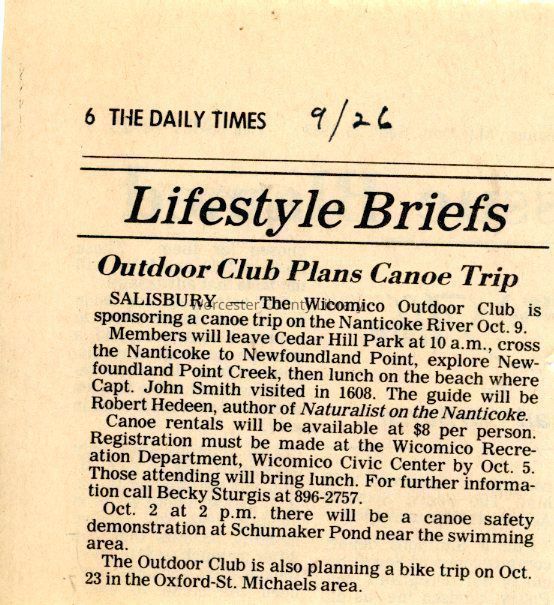 6 THE DAILY TIMES 9/26
Lifestyle Briefs
Outdoor Club Plans Canoe Trip
SALISBURY — The Wicomico Outdoor Club is
Worcester County Library
sponsoring a canoe trip on the Nanticoke River Oct. 9.
Members will leave Cedar Hill Park at 10 a.m., cross
the Nanticoke to Newfoundland Point, explore New-
foundland Point Creek, then lunch on the beach where
Capt. John Smith visited in 1608. The guide will be
Robert Hedeen, author of Naturalist on the Nanticoke.
Canoe rentals will be available at $8 per person.
Registration must be made at the Wicomico Recre-
ation Department, Wicomico Civic Center by Oct. 5.
Those attending will bring lunch. For further informa-
tion call Becky Sturgis at 896-2757.
Oct. 2 at 2 p.m. there will be a canoe safety
demonstration at Schumaker Pond near the swimming
area.
The Outdoor Club is also planning a bike trip on Oct.
23 in the Oxford-St. Michaels area.